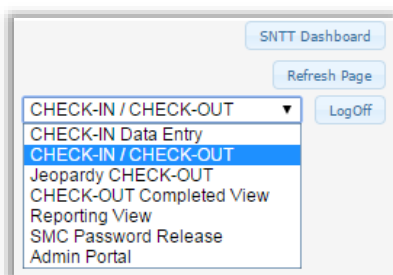 SNTT Dashboard
Refresh Page
CHECK-IN / CHECK-OUT ▼ LogOff
CHECK-IN Data Entry
CHECK-IN / CHECK-OUT
Jeopardy CHECK-OUT
CHECK-OUT Completed View
Reporting View
SMC Password Release
Admin Portal